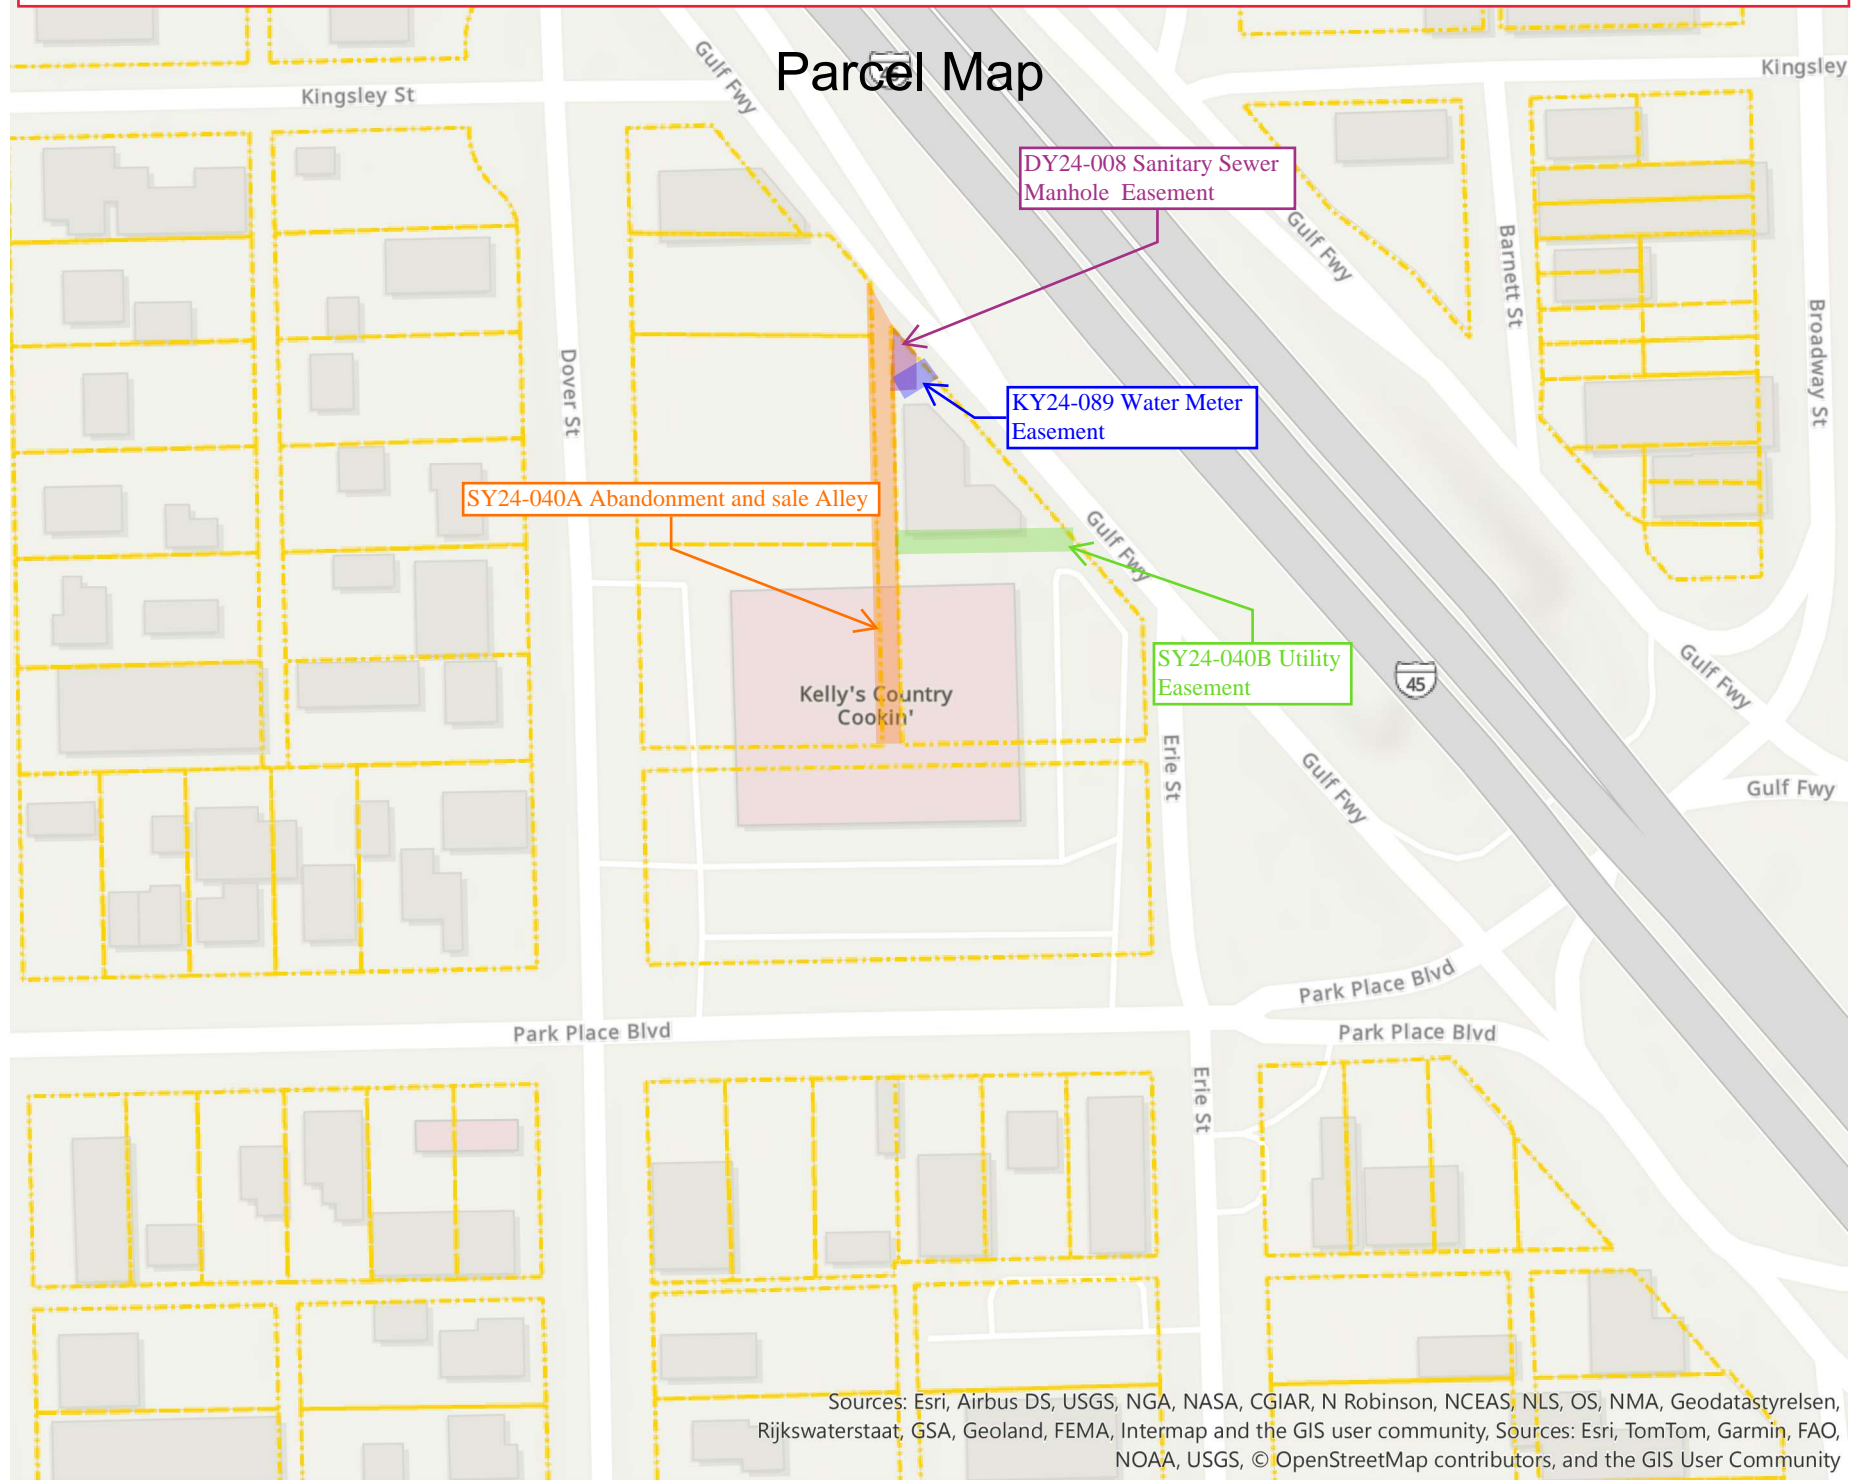 Parcel Map
45
Kingsley St
Gulf Fwy
Kingsley
DY24-008 Sanitary Sewer
Manhole Easement
Gulf Fwy
Barnett St
Broadway St
Dover St
KY24-089 Water Meter
Easement
SY24-040A Abandonment and sale Alley
Gulf Fwy
SY24-040B Utility
Easement
45
Gulf Fwy
Kelly's Country
Cookin'
Erie St
Gulf Fwy
Gulf Fwy
Park Place Blvd
Park Place Blvd
Park Place Blvd
Erie St
Sources: Esri, Airbus DS, USGS, NGA, NASA, CGIAR, N Robinson, NCEAS, NLS, OS, NMA, Geodatastyrelsen,
Rijkswaterstaat, GSA, Geoland, FEMA, Intermap and the GIS user community, Sources: Esri, TomTom, Garmin, FAO,
NOAA, USGS, © OpenStreetMap contributors, and the GIS User Community